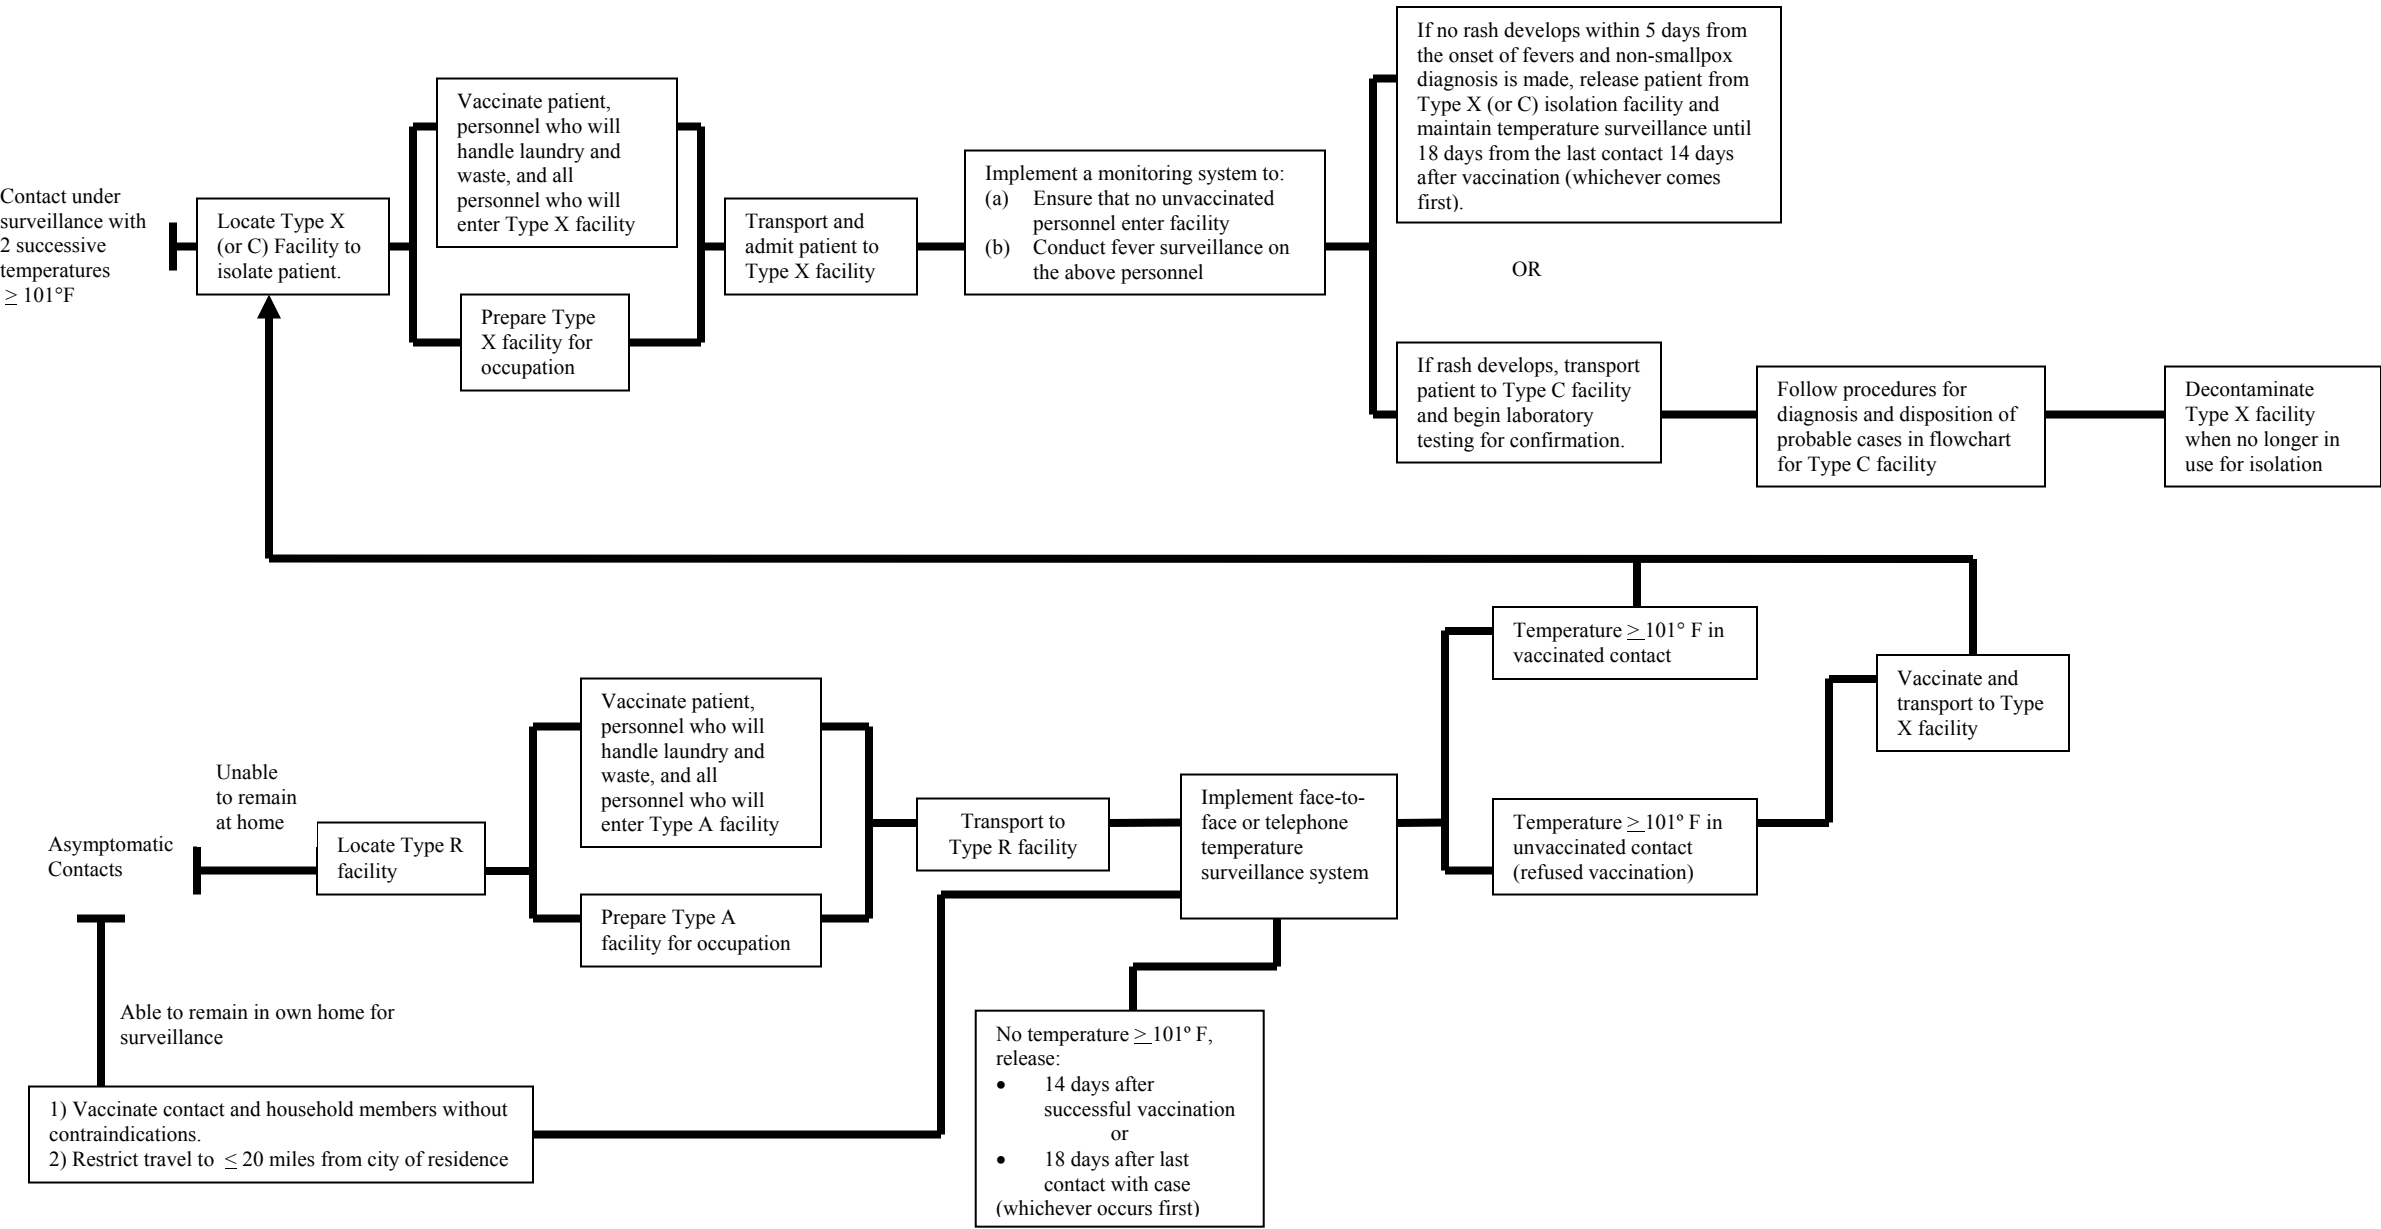 Contact under
surveillance with
2 successive
temperatures
≥ 101°F
Locate Type X
(or C) Facility to
isolate patient.
Vaccinate patient,
personnel who will
handle laundry and
waste, and all
personnel who will
enter Type X facility
Prepare Type
X facility for
occupation
Transport and
admit patient to
Type X facility
Implement a monitoring system to:
(a) Ensure that no unvaccinated
personnel enter facility
(b) Conduct fever surveillance on
the above personnel
If no rash develops within 5 days from
the onset of fevers and non-smallpox
diagnosis is made, release patient from
Type X (or C) isolation facility and
maintain temperature surveillance until
18 days from the last contact 14 days
after vaccination (whichever comes
first).
OR
If rash develops, transport
patient to Type C facility
and begin laboratory
testing for confirmation.
Follow procedures for
diagnosis and disposition of
probable cases in flowchart
for Type C facility
Decontaminate
Type X facility
when no longer in
use for isolation
Asymptomatic
Contacts
Unable
to remain
at home
Locate Type R
facility
Vaccinate patient,
personnel who will
handle laundry and
waste, and all
personnel who will
enter Type A facility
Prepare Type A
facility for occupation
Transport to
Type R facility
Implement face-to-
face or telephone
temperature
surveillance system
Temperature ≥ 101° F in
vaccinated contact
Temperature ≥ 101º F in
unvaccinated contact
(refused vaccination)
Vaccinate and
transport to Type
X facility
Able to remain in own home for
surveillance
1) Vaccinate contact and household members without
contraindications.
2) Restrict travel to ≤ 20 miles from city of residence
No temperature ≥ 101º F,
release:
• 14 days after
successful vaccination
or
• 18 days after last
contact with case
(whichever occurs first)